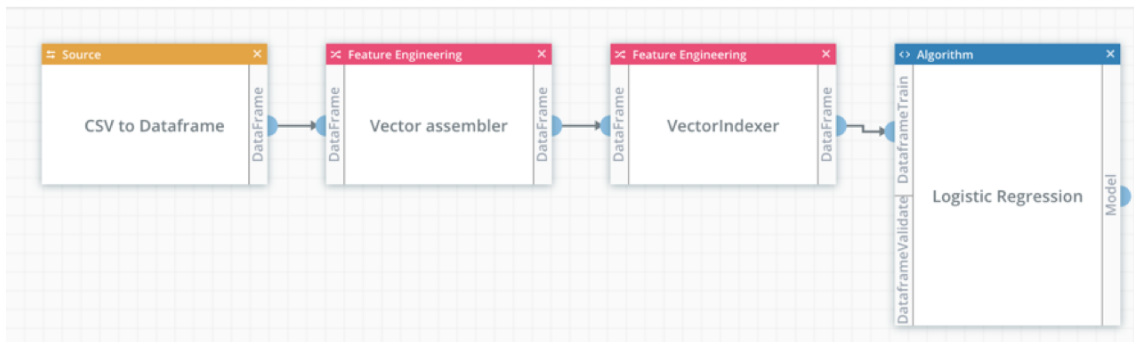 Source
CSV to Dataframe
DataFrame
Feature Engineering
DataFrame
Vector assembler
DataFrame
Feature Engineering
DataFrame
VectorIndexer
DataFrame
Algorithm
DataframeTrain
DataframeValidate
Logistic Regression
Model